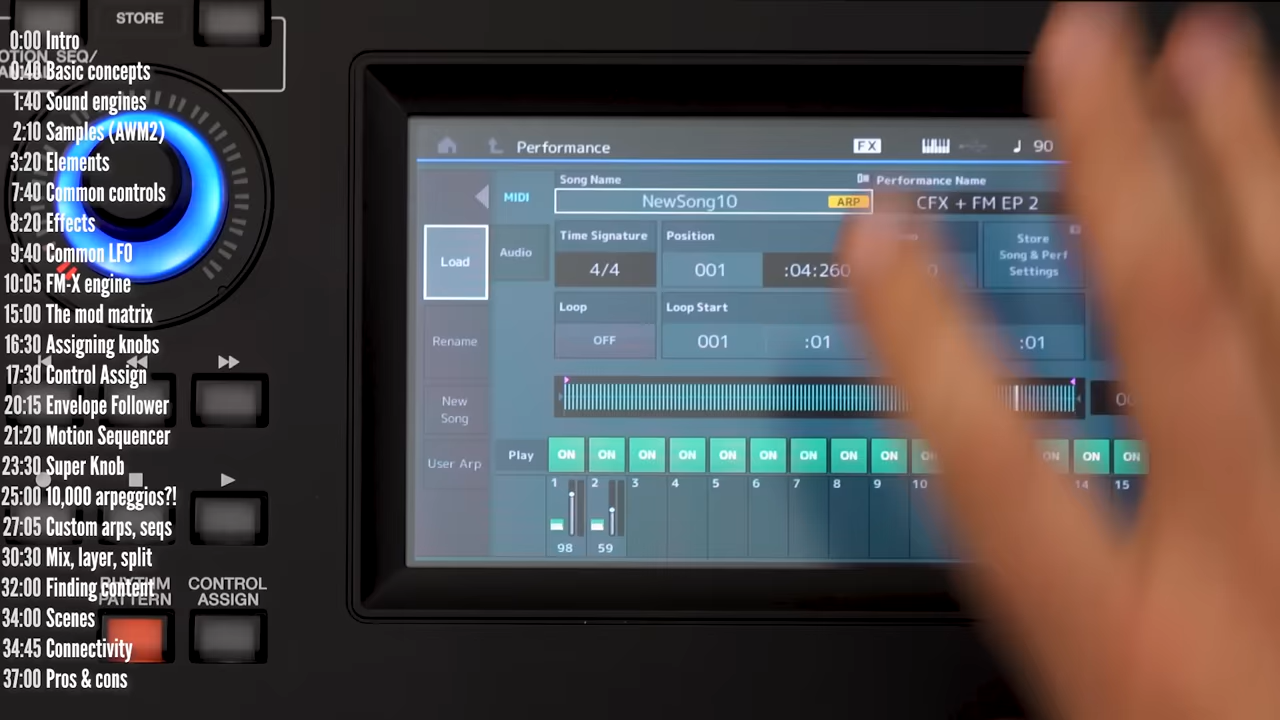 STORE
0:00 Intro
0:40 Basic concepts
1:40 Sound engines
2:10 Samples (AWM2)
3:20 Elements
7:40 Common controls
8:20 Effects
9:40 Common LFO
10:05 FM-X engine
15:00 The mod matrix
16:30 Assigning knobs
17:30 Control Assign
20:15 Envelope Follower
21:20 Motion Sequencer
23:30 Super Knob
25:00 10,000 arpeggios?!
27:05 Custom arps, seqs
30:30 Mix, layer, split
32:00 Finding content
34:00 Scenes
34:45 Connectivity
37:00 Pros & cons
RHYTHM
PATTERN
CONTROL
ASSIGN
Performance
FX
90
MIDI
Song Name
NewSong10
ARP
Performance Name
CFX + FM EP 2
Load
Audio
Time Signature
4/4
Position
001
:04:260
Store
Song & Perf
Settings
Loop
OFF
Loop Start
001
:01
:01
Rename
New
Song
User Arp
Play
ON ON ON ON ON ON ON ON ON ON ON ON
1 2 3 4 5 6 7 8 9 10 14 15
98 59